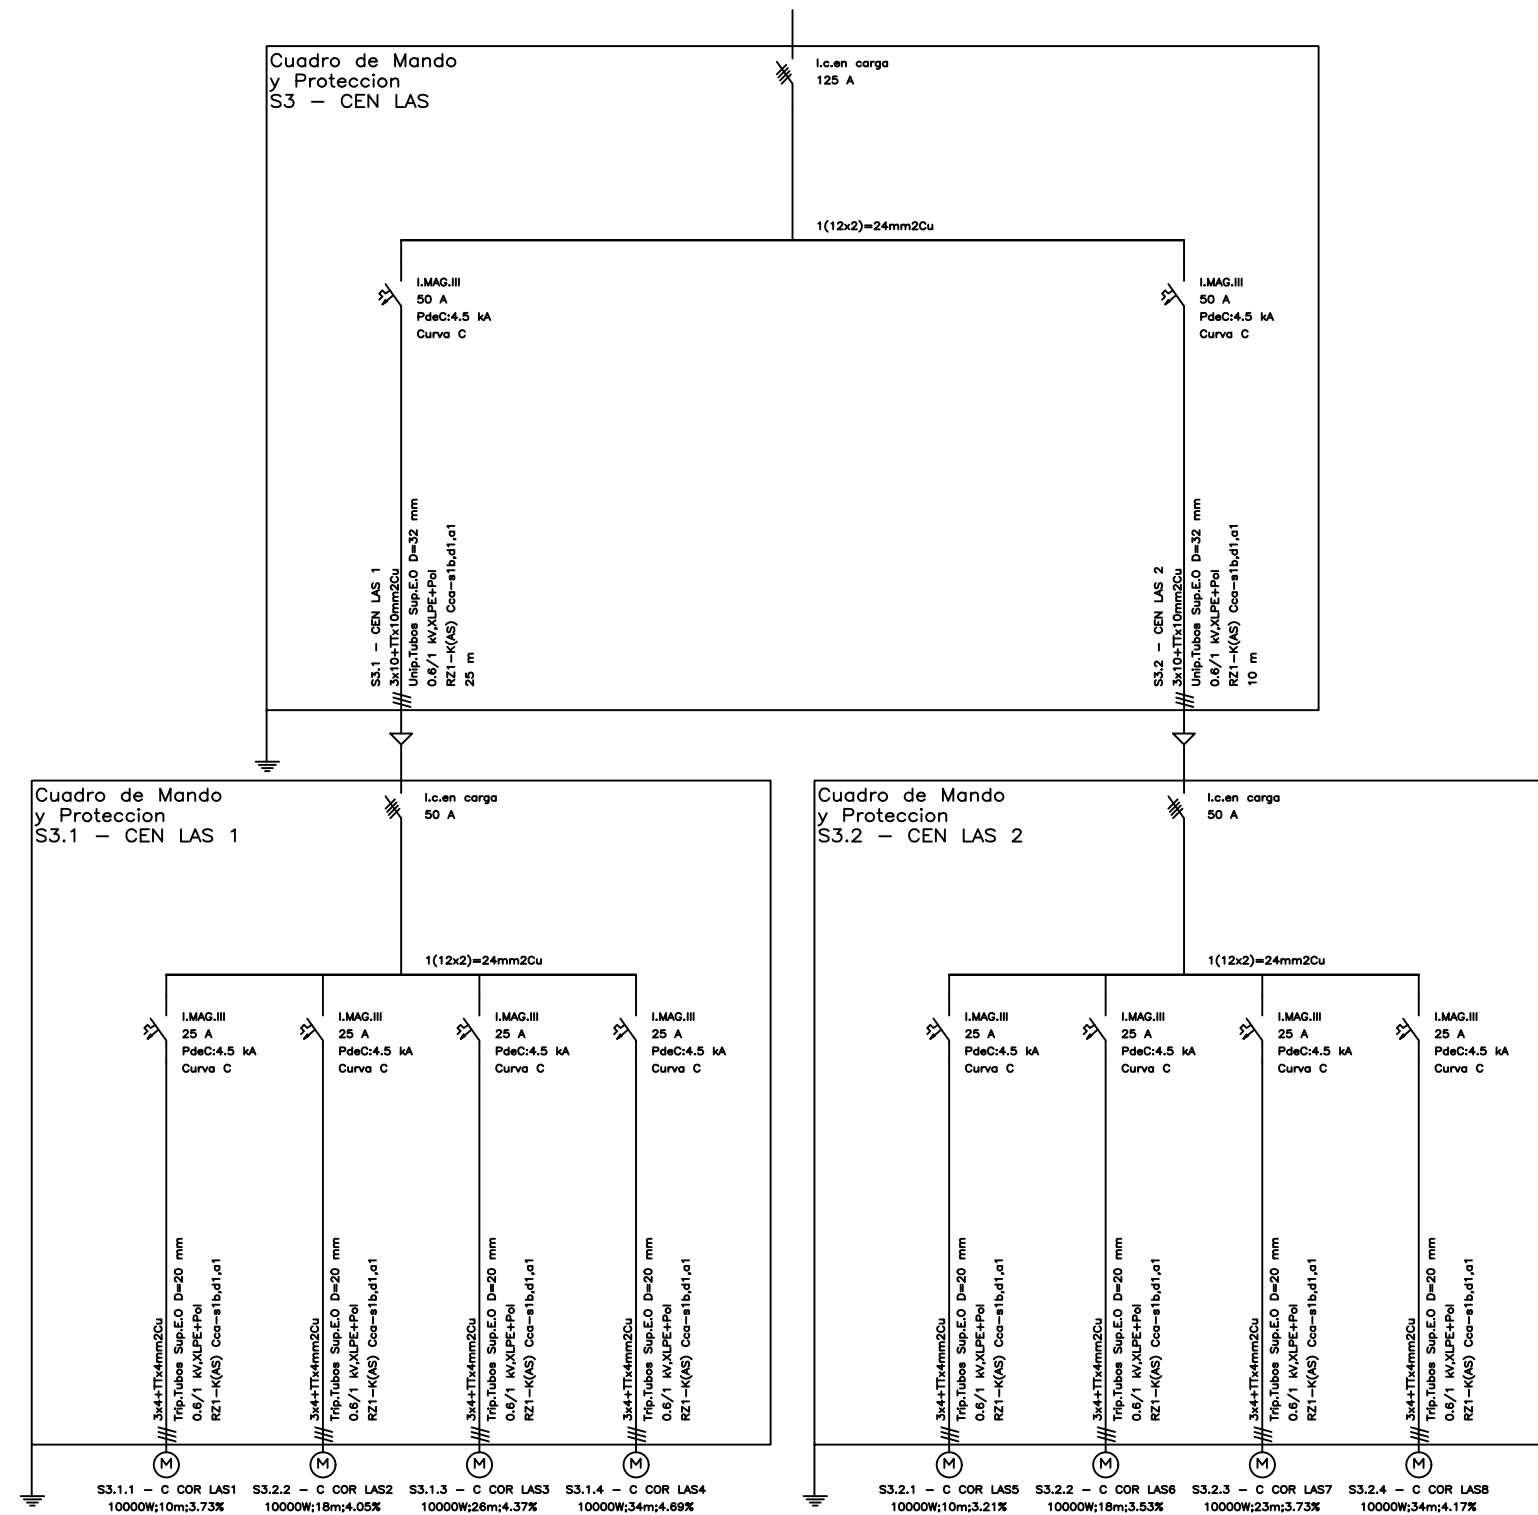 Cuadro de Mando
y Proteccion
S3 — CEN LAS
I.c.en carga
125 A
1(12x2)=24mm2Cu
I.MAG.III
50 A
PdeC:4.5 kA
Curva C
I.MAG.III
50 A
PdeC:4.5 kA
Curva C
S3.1 — CEN LAS 1
3x10+TTx10mm2Cu
Unip.Tubos Sup.E.O D=32 mm
0.6/1 kV,XLPE+Pol
RZ1-K(AS) Cca-s1b,d1,a1
25 m
S3.2 — CEN LAS 2
3x10+TTx10mm2Cu
Unip.Tubos Sup.E.O D=32 mm
0.6/1 kV,XLPE+Pol
RZ1-K(AS) Cca-s1b,d1,a1
10 m
Cuadro de Mando
y Proteccion
S3.1 — CEN LAS 1
I.c.en carga
50 A
1(12x2)=24mm2Cu
I.MAG.III
25 A
PdeC:4.5 kA
Curva C
I.MAG.III
25 A
PdeC:4.5 kA
Curva C
I.MAG.III
25 A
PdeC:4.5 kA
Curva C
I.MAG.III
25 A
PdeC:4.5 kA
Curva C
3x4+TTx4mm2Cu
Trip.Tubos Sup.E.O D=20 mm
0.6/1 kV,XLPE+Pol
RZ1-K(AS) Cca-s1b,d1,a1
3x4+TTx4mm2Cu
Trip.Tubos Sup.E.O D=20 mm
0.6/1 kV,XLPE+Pol
RZ1-K(AS) Cca-s1b,d1,a1
3x4+TTx4mm2Cu
Trip.Tubos Sup.E.O D=20 mm
0.6/1 kV,XLPE+Pol
RZ1-K(AS) Cca-s1b,d1,a1
3x4+TTx4mm2Cu
Trip.Tubos Sup.E.O D=20 mm
0.6/1 kV,XLPE+Pol
RZ1-K(AS) Cca-s1b,d1,a1
M
M
M
M
S3.1.1 — C COR LAS1
10000W;10m;3.73%
S3.2.2 — C COR LAS2
10000W;18m;4.05%
S3.1.3 — C COR LAS3
10000W;26m;4.37%
S3.1.4 — C COR LAS4
10000W;34m;4.69%
Cuadro de Mando
y Proteccion
S3.2 — CEN LAS 2
I.c.en carga
50 A
1(12x2)=24mm2Cu
I.MAG.III
25 A
PdeC:4.5 kA
Curva C
I.MAG.III
25 A
PdeC:4.5 kA
Curva C
I.MAG.III
25 A
PdeC:4.5 kA
Curva C
I.MAG.III
25 A
PdeC:4.5 kA
Curva C
3x4+TTx4mm2Cu
Trip.Tubos Sup.E.O D=20 mm
0.6/1 kV,XLPE+Pol
RZ1-K(AS) Cca-s1b,d1,a1
3x4+TTx4mm2Cu
Trip.Tubos Sup.E.O D=20 mm
0.6/1 kV,XLPE+Pol
RZ1-K(AS) Cca-s1b,d1,a1
3x4+TTx4mm2Cu
Trip.Tubos Sup.E.O D=20 mm
0.6/1 kV,XLPE+Pol
RZ1-K(AS) Cca-s1b,d1,a1
3x4+TTx4mm2Cu
Trip.Tubos Sup.E.O D=20 mm
0.6/1 kV,XLPE+Pol
RZ1-K(AS) Cca-s1b,d1,a1
M
M
M
M
S3.2.1 — C COR LAS5
10000W;10m;3.21%
S3.2.2 — C COR LAS6
10000W;18m;3.53%
S3.2.3 — C COR LAS7
10000W;23m;3.73%
S3.2.4 — C COR LAS8
10000W;34m;4.17%